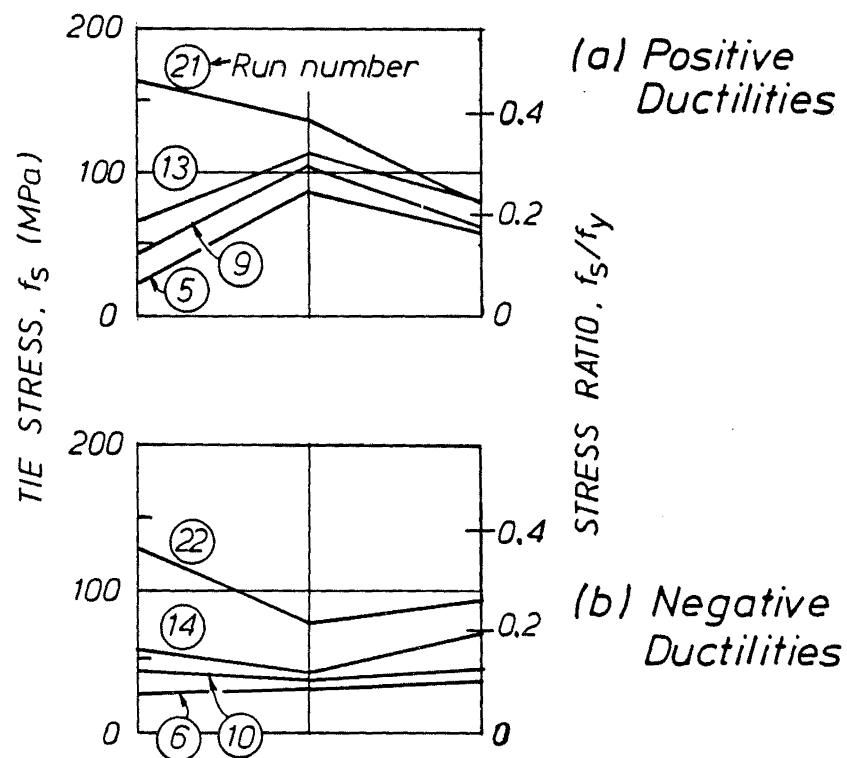 200
21 Run number
(a) Positive
Ductilities
0.4
13
100
0.2
9
5
0
0
TIE STRESS, fs (MPa)
STRESS RATIO, fs/fy
200
0.4
22
100
(b) Negative
Ductilities
14
0.2
6
10
0
0